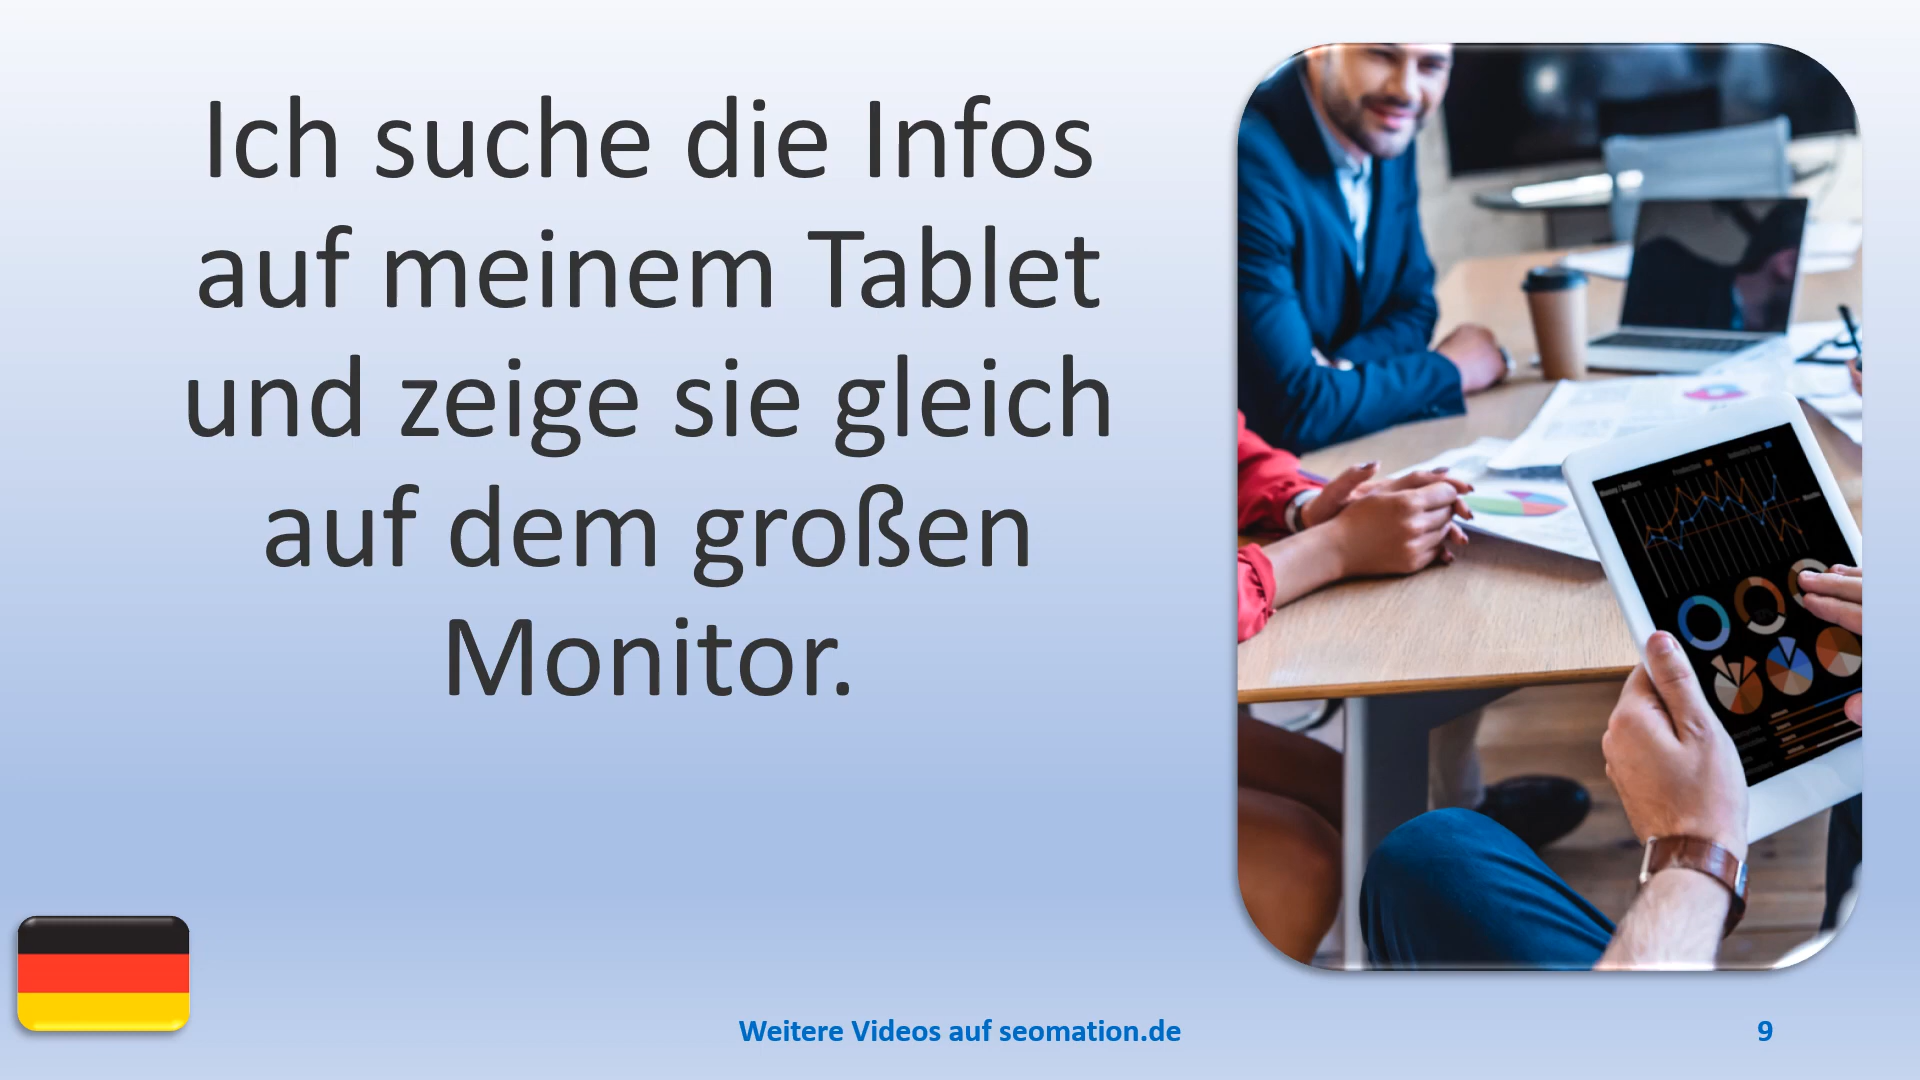 Ich suche die Infos
auf meinem Tablet
und zeige sie gleich
auf dem großen
Monitor.
Weitere Videos auf seomation.de
9